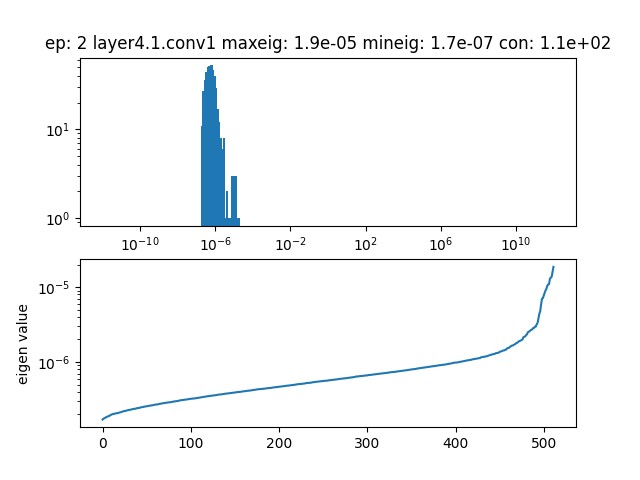 ep: 2 layer4.1.conv1 maxeig: 1.9e-05 mineig: 1.7e-07 con: 1.1e+02
10¹
10⁰
10⁻¹⁰ 10⁻⁶ 10⁻² 10² 10⁶ 10¹⁰
10⁻⁵
10⁻⁶
eigen value
0 100 200 300 400 500